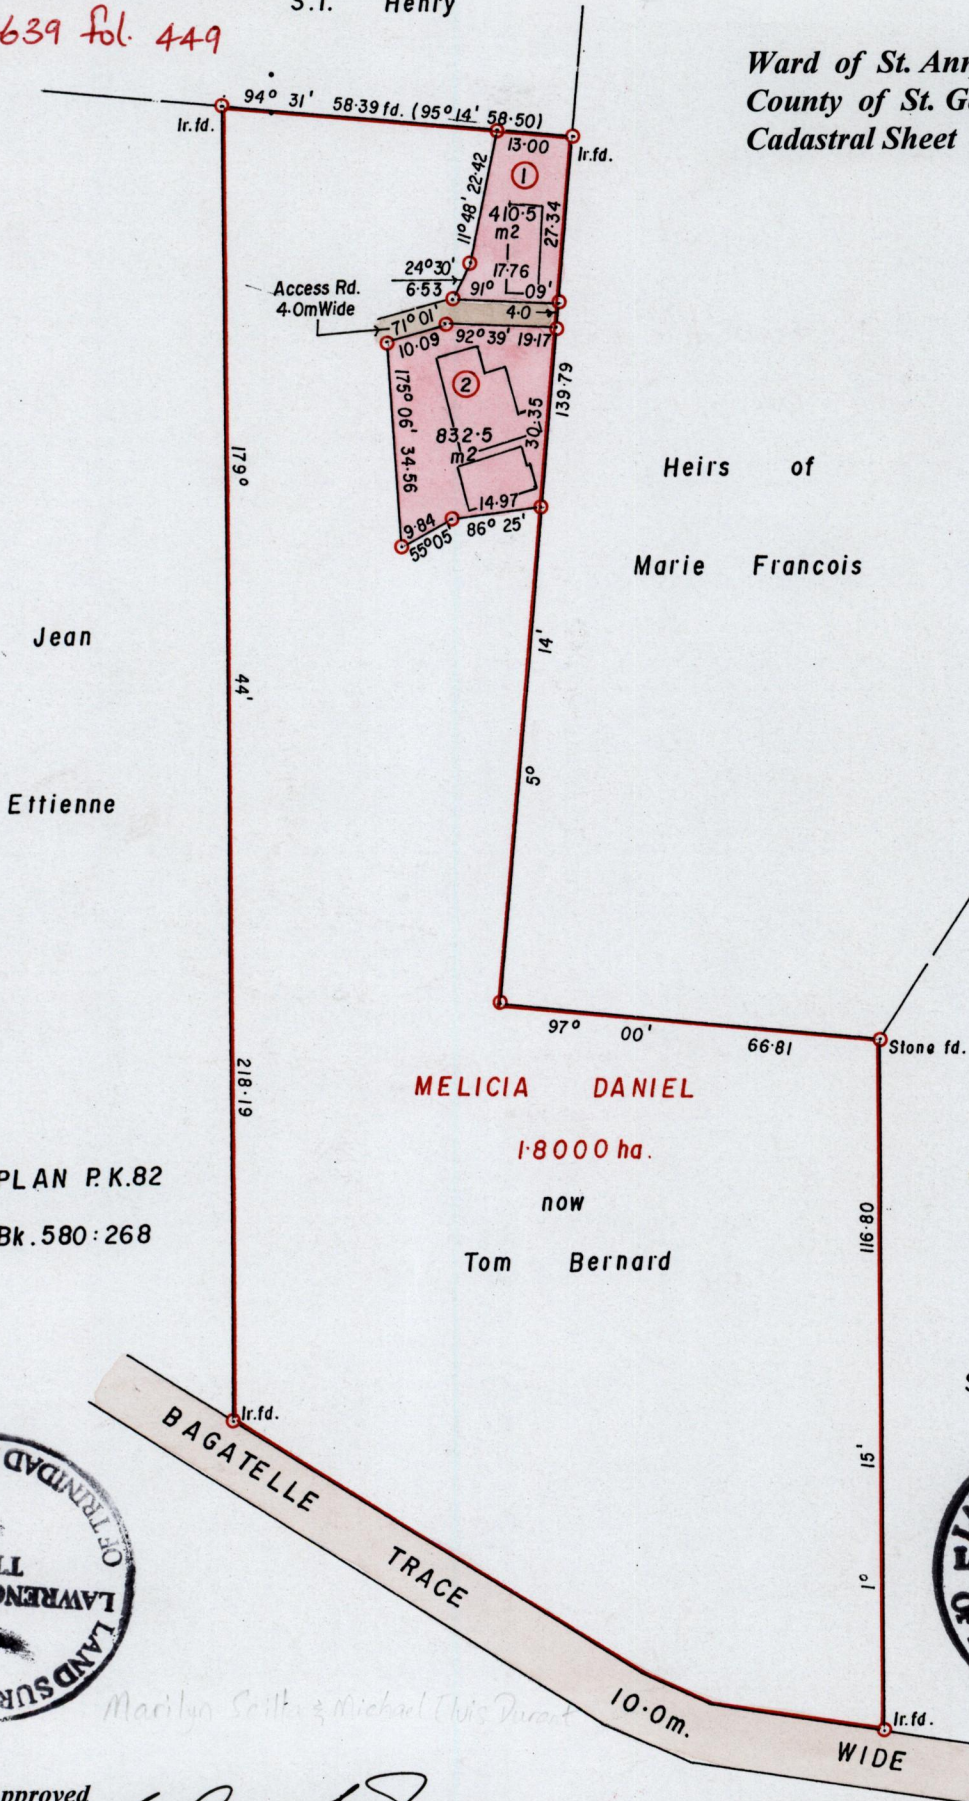 S.T. Henry
639 fol. 449
Ward of St. Ann
County of St. G
Cadastral Sheet
94° 31' 58·39 fd. (95° 14' 58·50)
Ir.fd.
13·00
Ir.fd.
1
11° 48' 22·42
410·5
m2
27·34
24° 30'
6·53
17·76
91° 09'
Access Rd.
4·0m Wide
4·0
71° 01'
10·09
92° 39' 19·17
2
139·79
175° 06' 34·56
30·35
832·5
m2
14·97
9·84
55° 05'
86° 25'
179°
Heirs of
Marie Francois
Jean
14'
44'
5°
Ettienne
97° 00' 66·81
Stone fd.
218·19
MELICIA DANIEL
1·8000 ha.
now
Tom Bernard
PLAN P.K.82
Bk. 580:268
116·80
15'
1°
Ir.fd.
BAGATELLE TRACE
10·0m. WIDE
Ir.fd.
OF TRINIDAD
LAWRENC
LAND SUR
Marilyn
& Michael
pproved